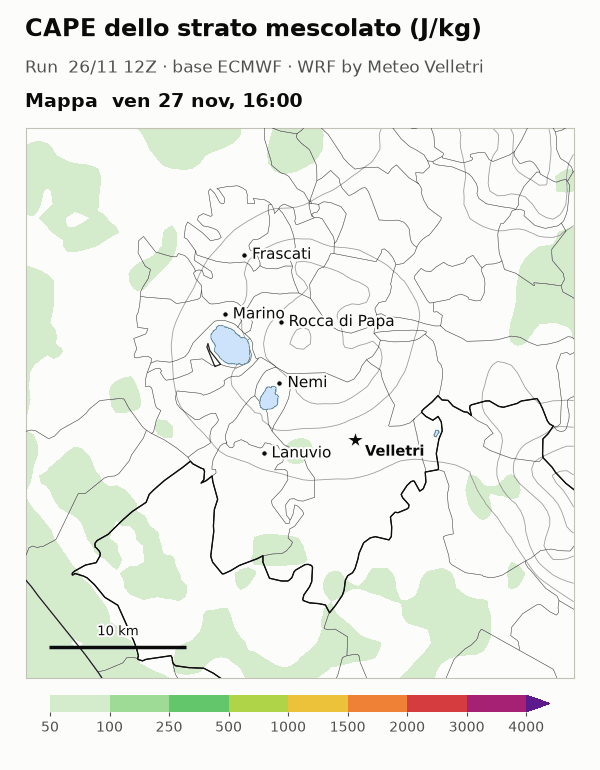 CAPE dello strato mescolato (J/kg)
Run  26/11 12Z · base ECMWF · WRF by Meteo Velletri
Mappa  ven 27 nov, 16:00
Frascati
Marino
Rocca di Papa
Nemi
Velletri
Lanuvio
10 km
50 100 250 500 1000 1500 2000 3000 4000